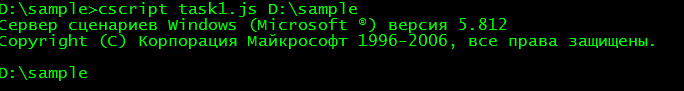 D:\sample>cscript task1.js D:\sample
Сервер сценариев Windows (Microsoft ®) версия 5.812
Copyright (C) Корпорация Майкрософт 1996-2006, все права защищены.
D:\sample